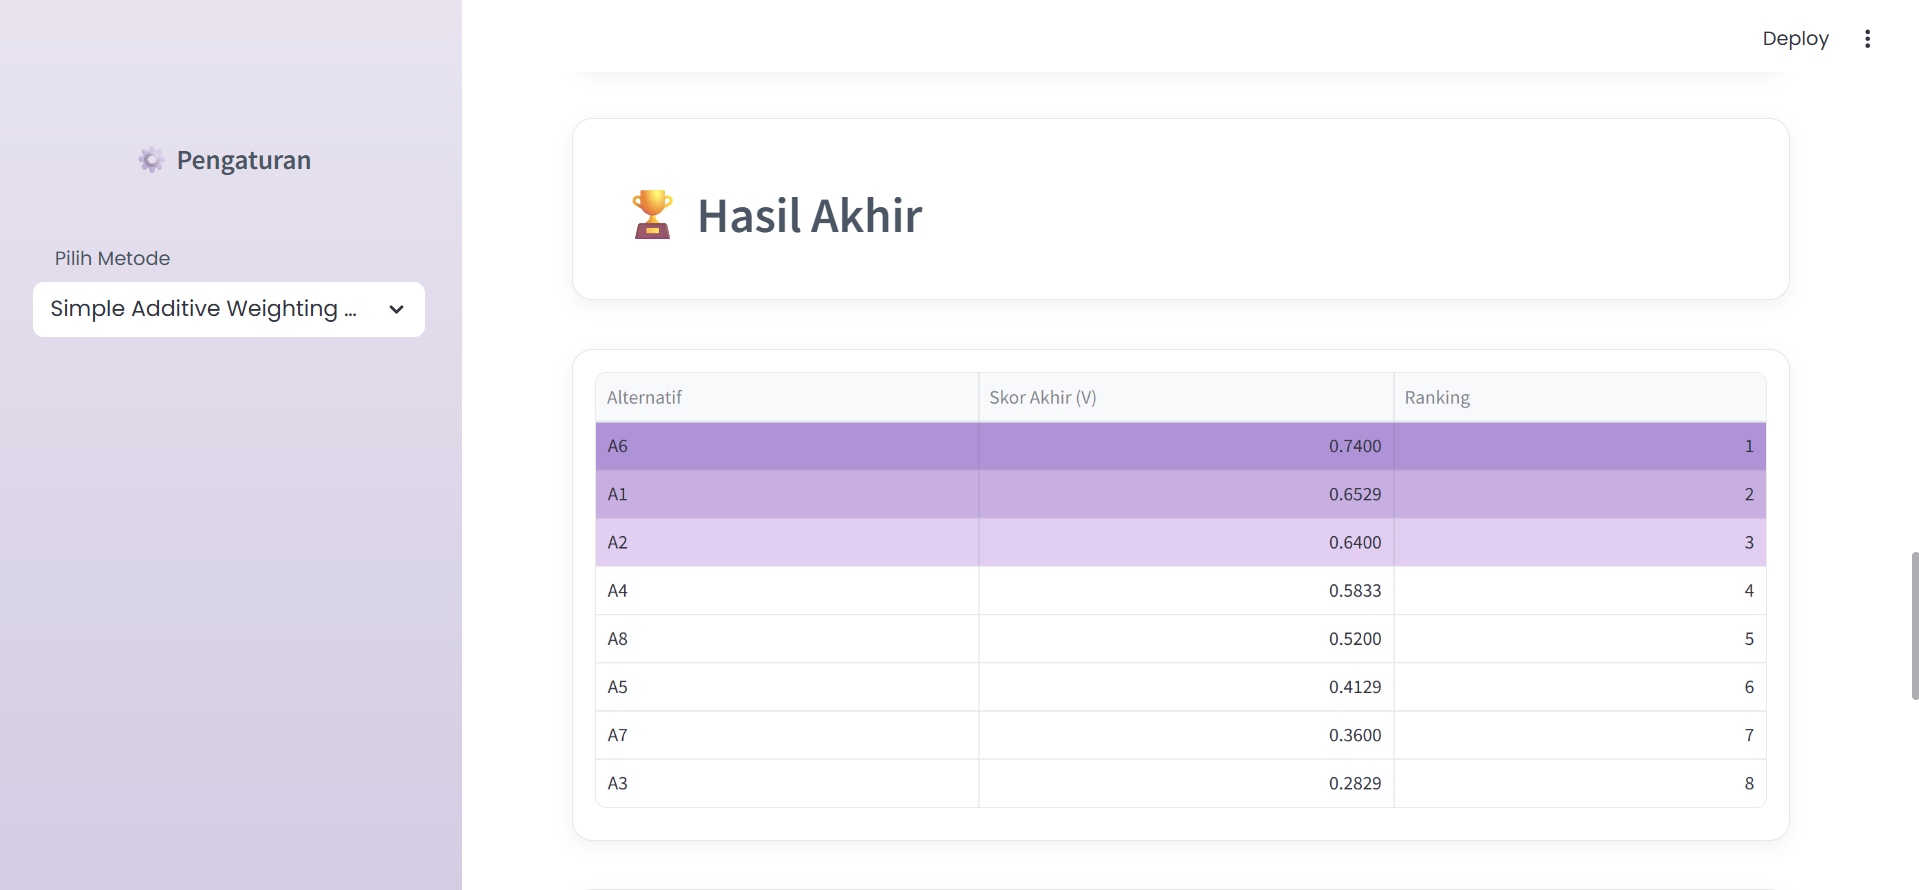 Deploy
Pengaturan
Pilih Metode
Simple Additive Weighting ...
Hasil Akhir
Alternatif Skor Akhir (V) Ranking
A6 0.7400 1
A1 0.6529 2
A2 0.6400 3
A4 0.5833 4
A8 0.5200 5
A5 0.4129 6
A7 0.3600 7
A3 0.2829 8